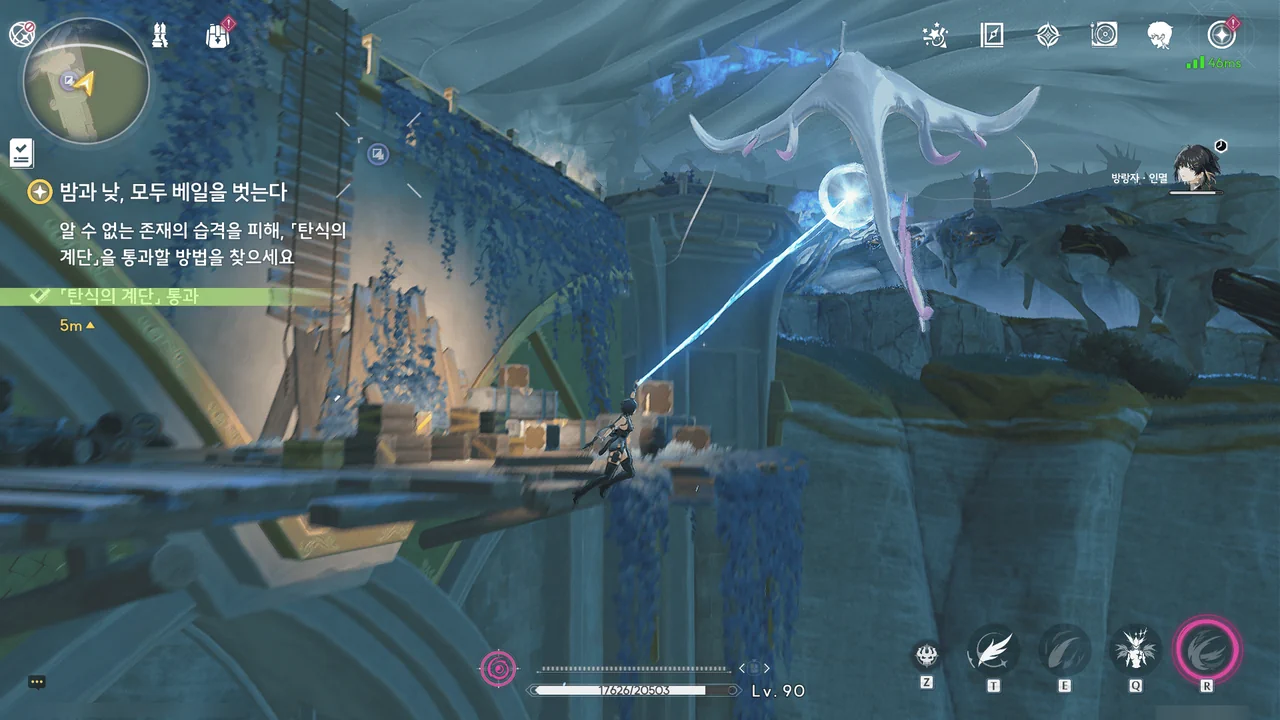 46ms
방랑자·인멸
밤과 낮, 모두 베일을 벗는다
알 수 없는 존재의 습격을 피해, 「탄식의
계단」을 통과할 방법을 찾으세요
「탄식의 계단」 통과
5m
17626/20503
Lv. 90
Z
T
E
Q
R